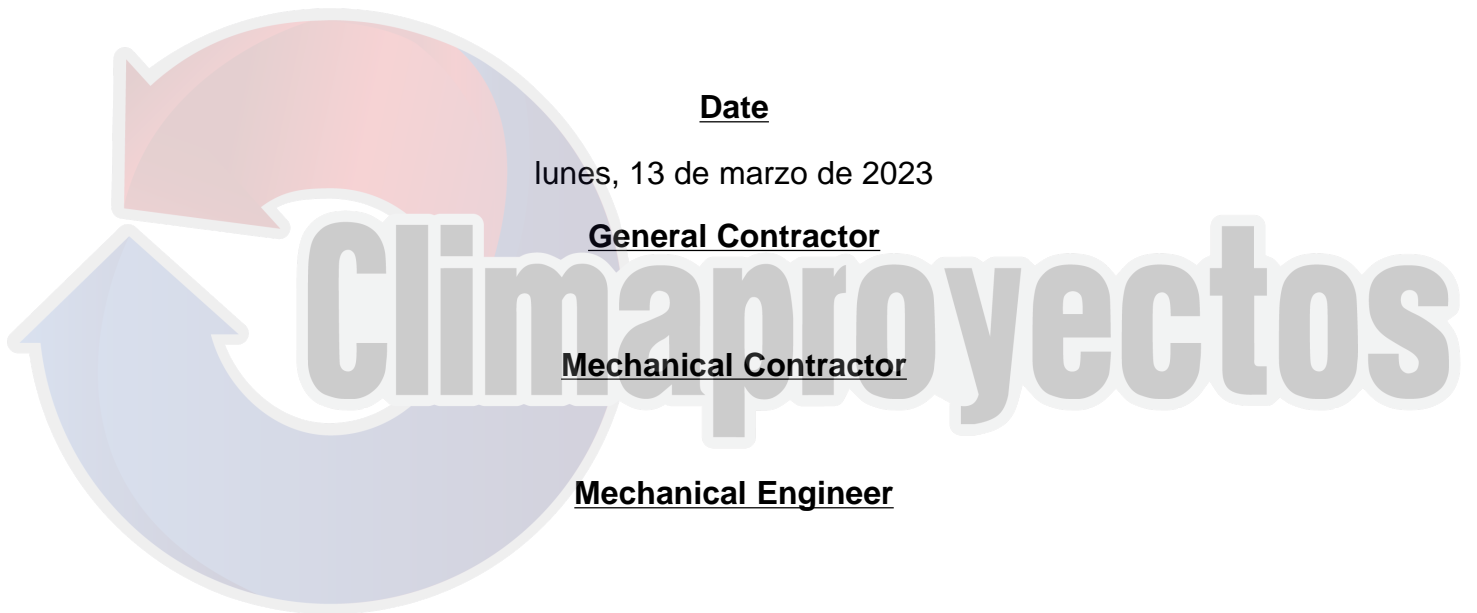 Date
lunes, 13 de marzo de 2023
General Contractor
Climaproyectos
Mechanical Contractor
Mechanical Engineer